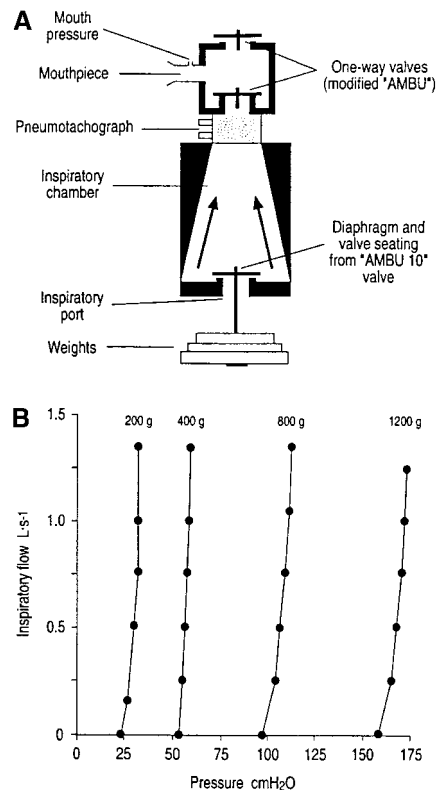 A
Mouth
pressure
Mouthpiece
One-way valves
(modified "AMBU")
Pneumotachograph
Inspiratory
chamber
Diaphragm and
valve seating
from "AMBU 10"
valve
Inspiratory
port
Weights
B
200 g 400 g 800 g 1200 g
1.5
1.0
0.5
0
Inspiratory flow L·s-1
0 25 50 75 100 125 150 175
Pressure cmH2O